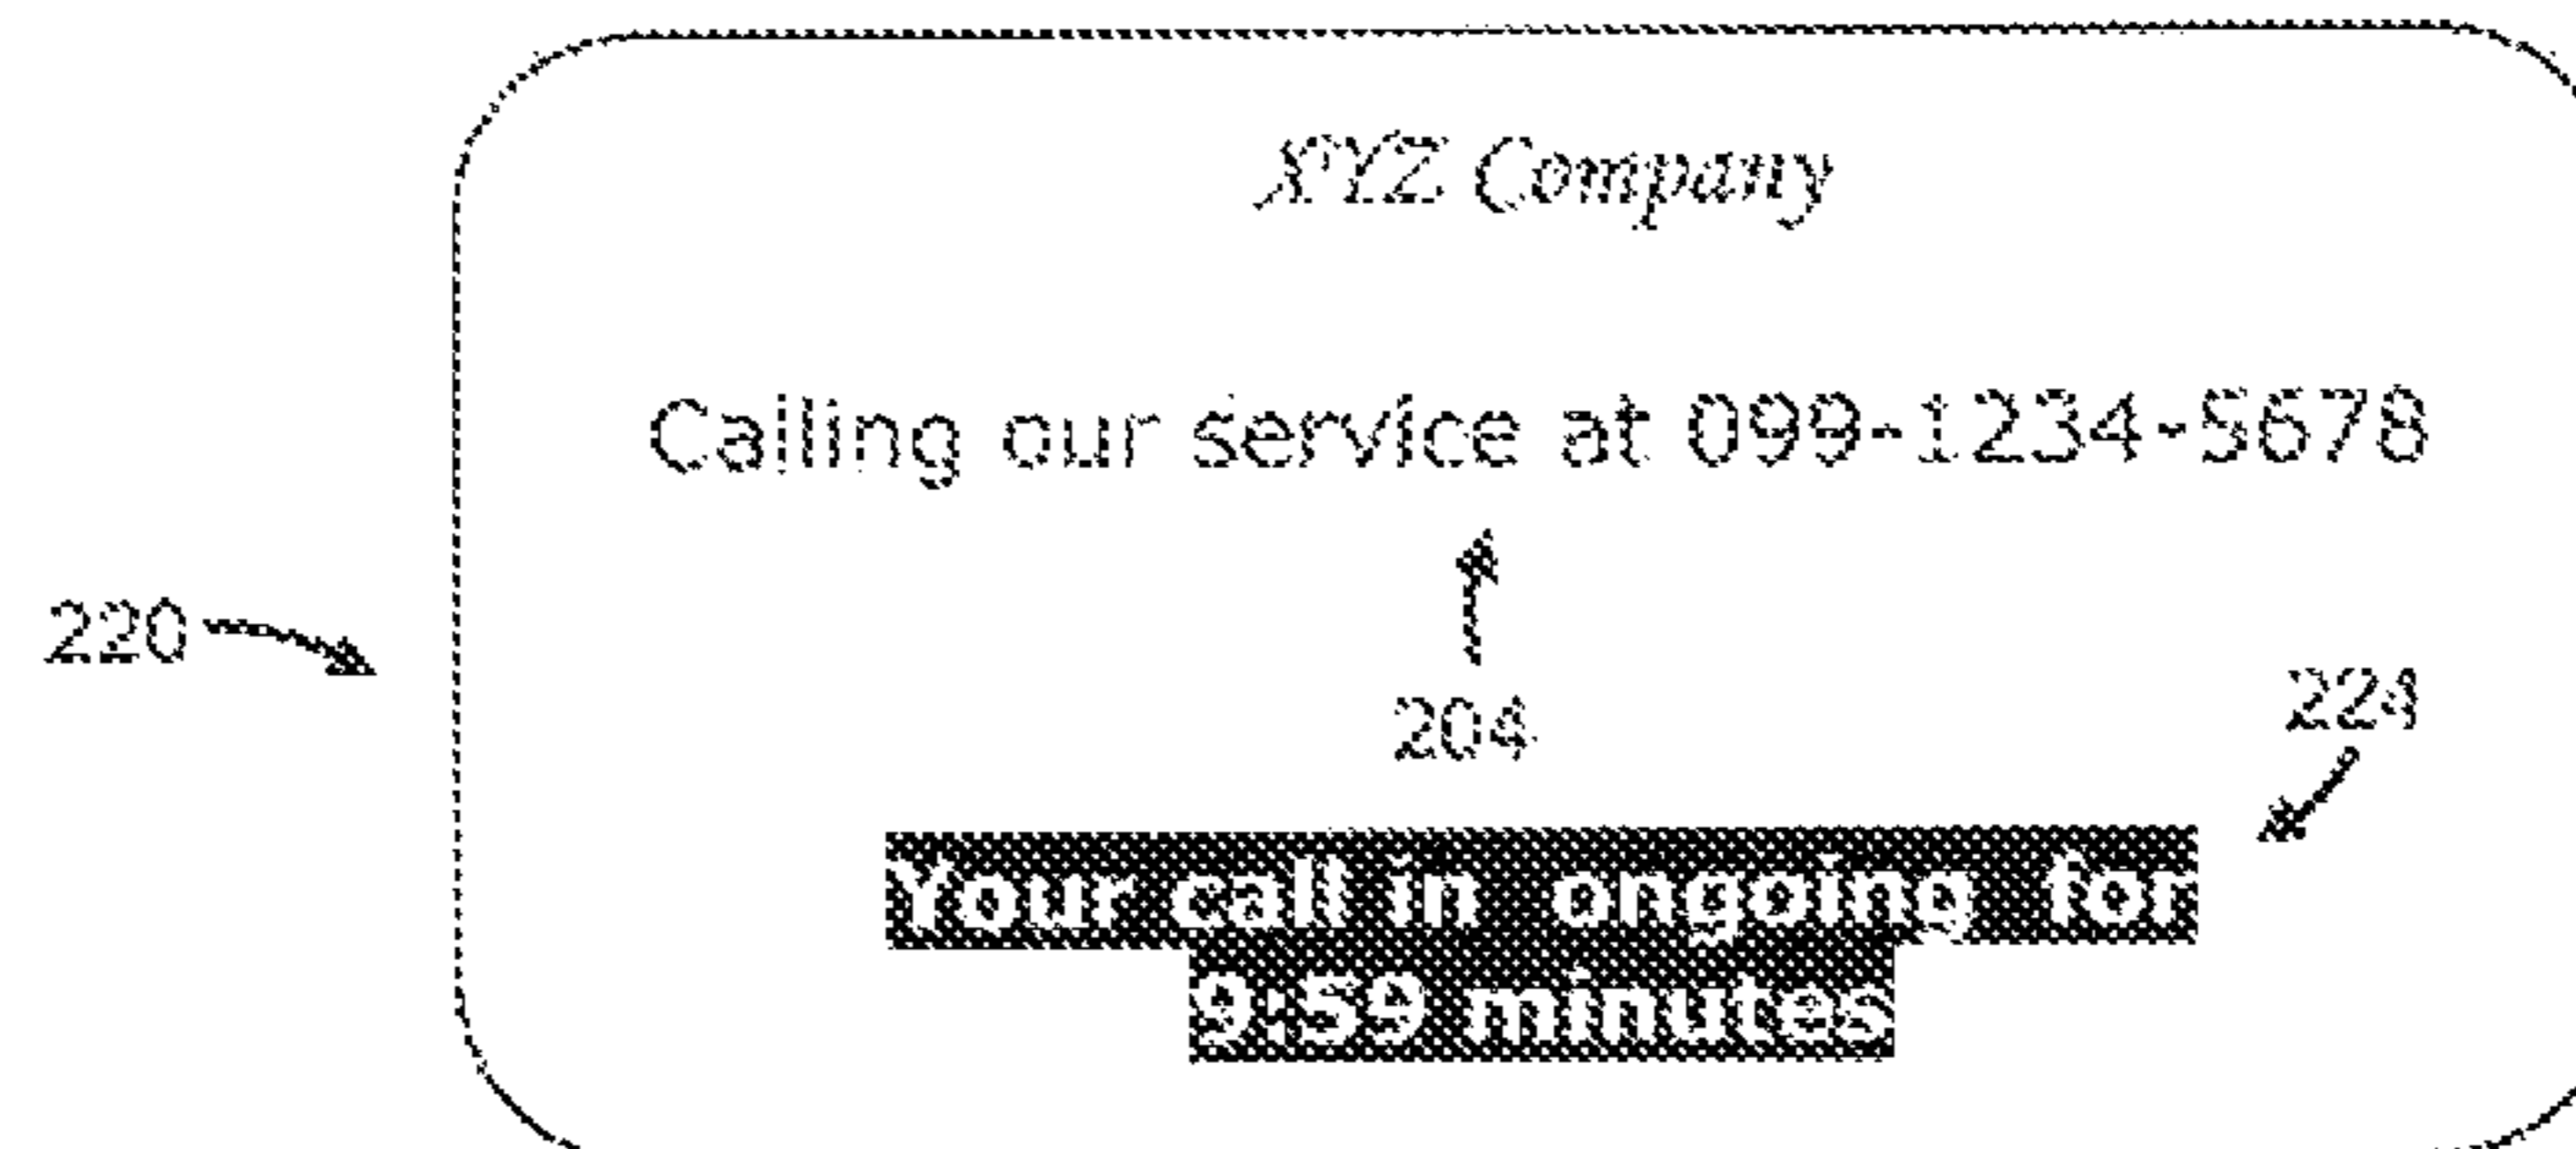 XYZ Company
Calling our service at 099-1234-5678
220
204
224
Your call in ongoing for
9:59 minutes